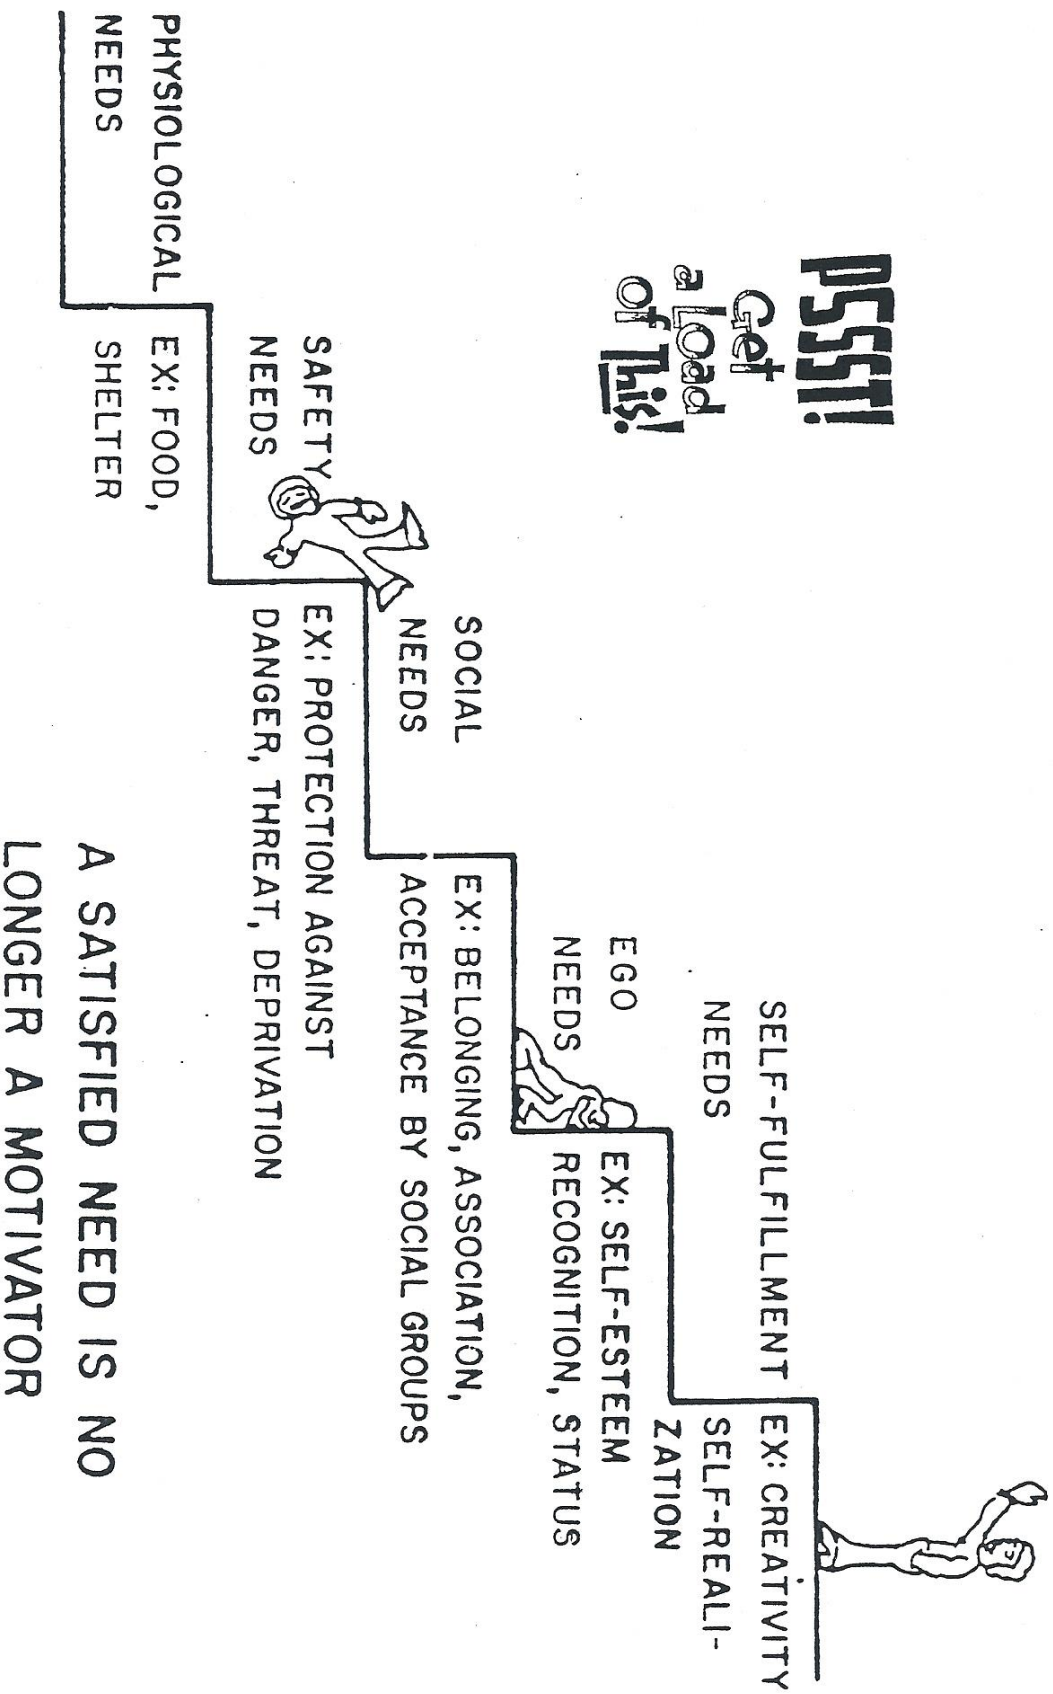 PSST!
Get
a Load
of This!
SELF-FULFILLMENT
NEEDS
EX: CREATIVITY
SELF-REALI-
ZATION
EGO
NEEDS
EX: SELF-ESTEEM
RECOGNITION, STATUS
SOCIAL
NEEDS
EX: BELONGING, ASSOCIATION,
ACCEPTANCE BY SOCIAL GROUPS
SAFETY
NEEDS
EX: PROTECTION AGAINST
DANGER, THREAT, DEPRIVATION
PHYSIOLOGICAL
NEEDS
EX: FOOD,
SHELTER
A SATISFIED NEED IS NO
LONGER A MOTIVATOR